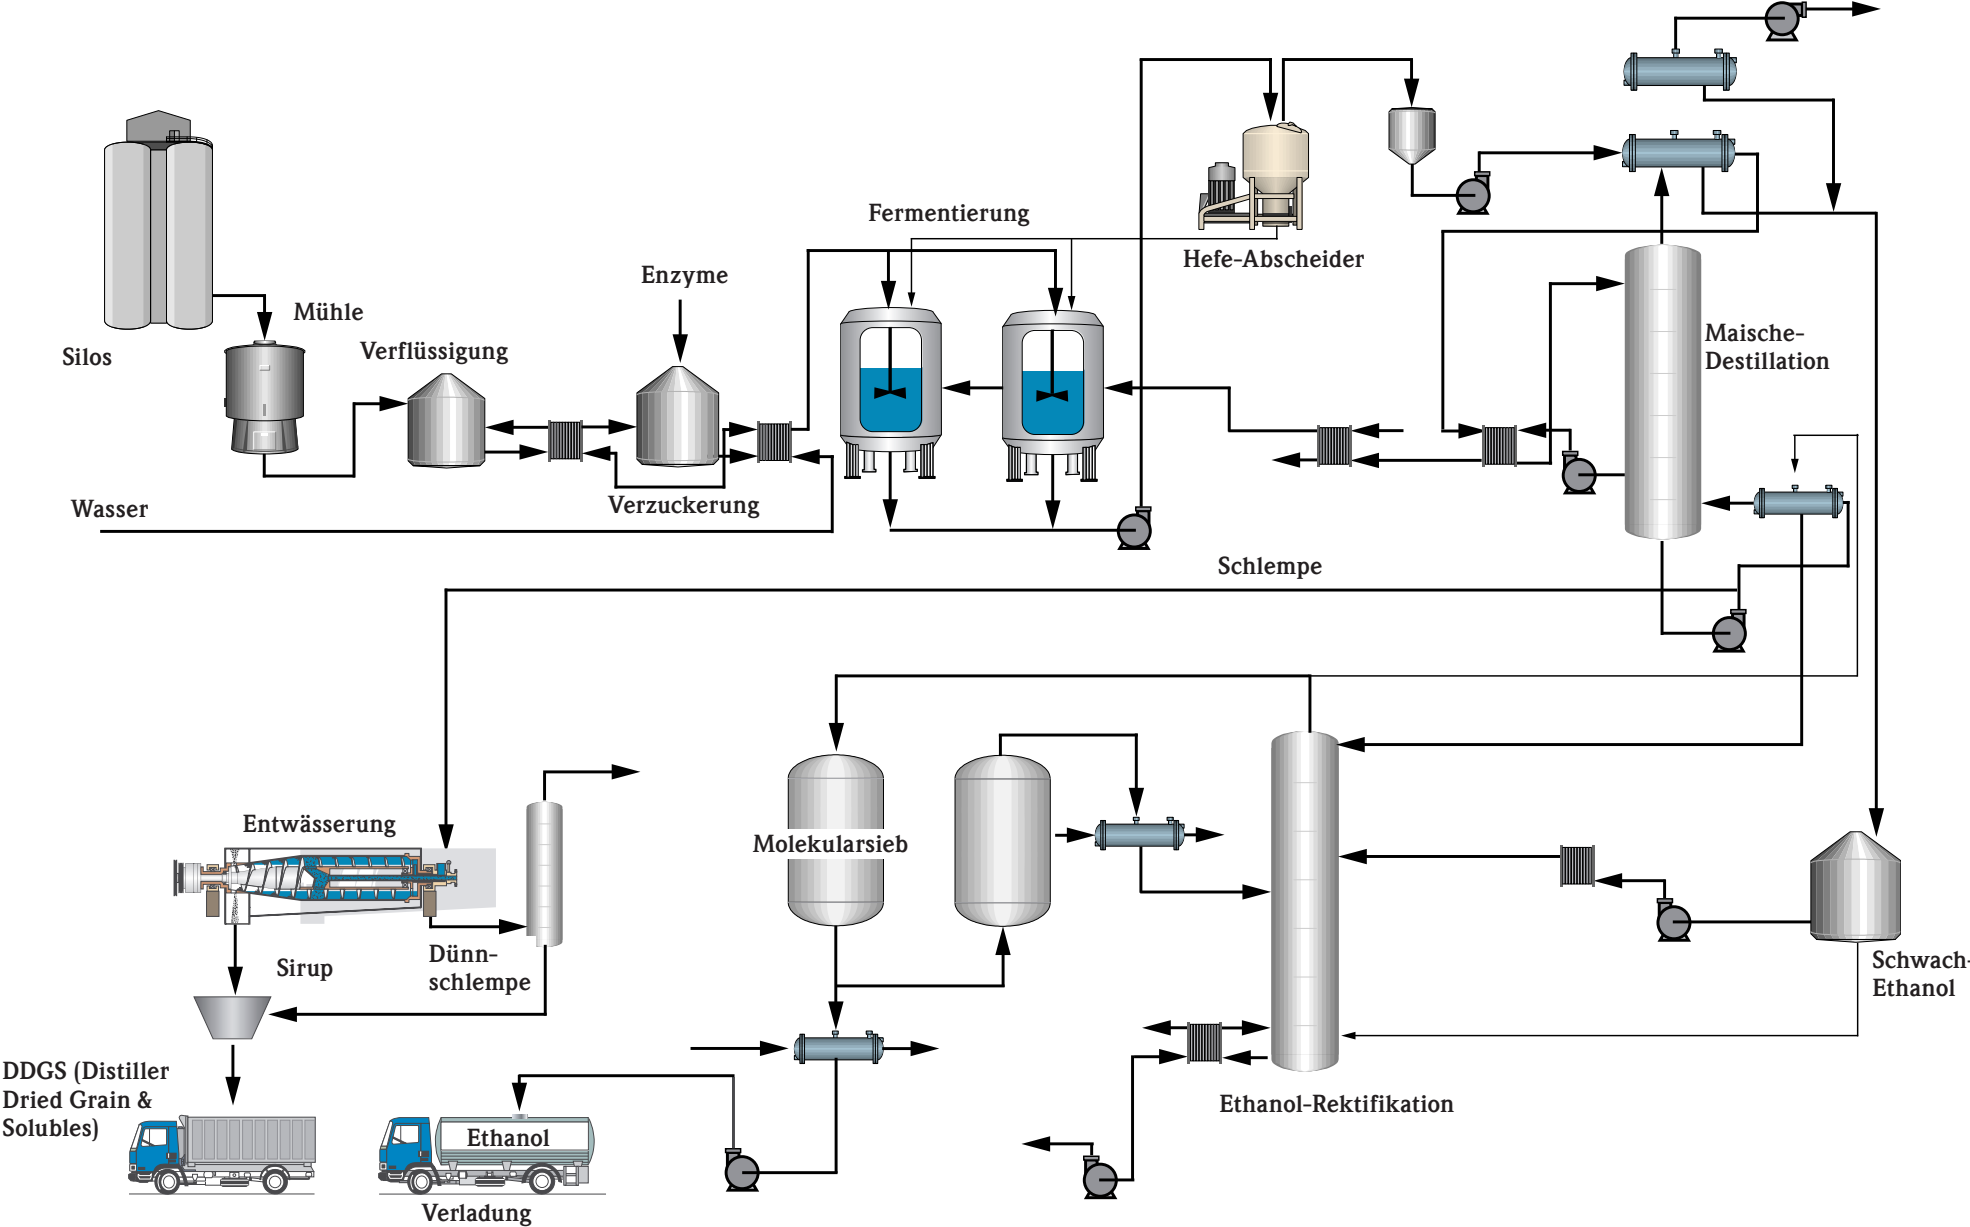 Fermentierung
Hefe-Abscheider
Enzyme
Mühle
Silos
Verflüssigung
Maische-
Destillation
Verzuckerung
Wasser
Schlempe
Entwässerung
Molekularsieb
Dünn-
schlempe
Sirup
Schwach-
Ethanol
DDGS (Distiller
Dried Grain &
Solubles)
Ethanol-Rektifikation
Ethanol
Verladung